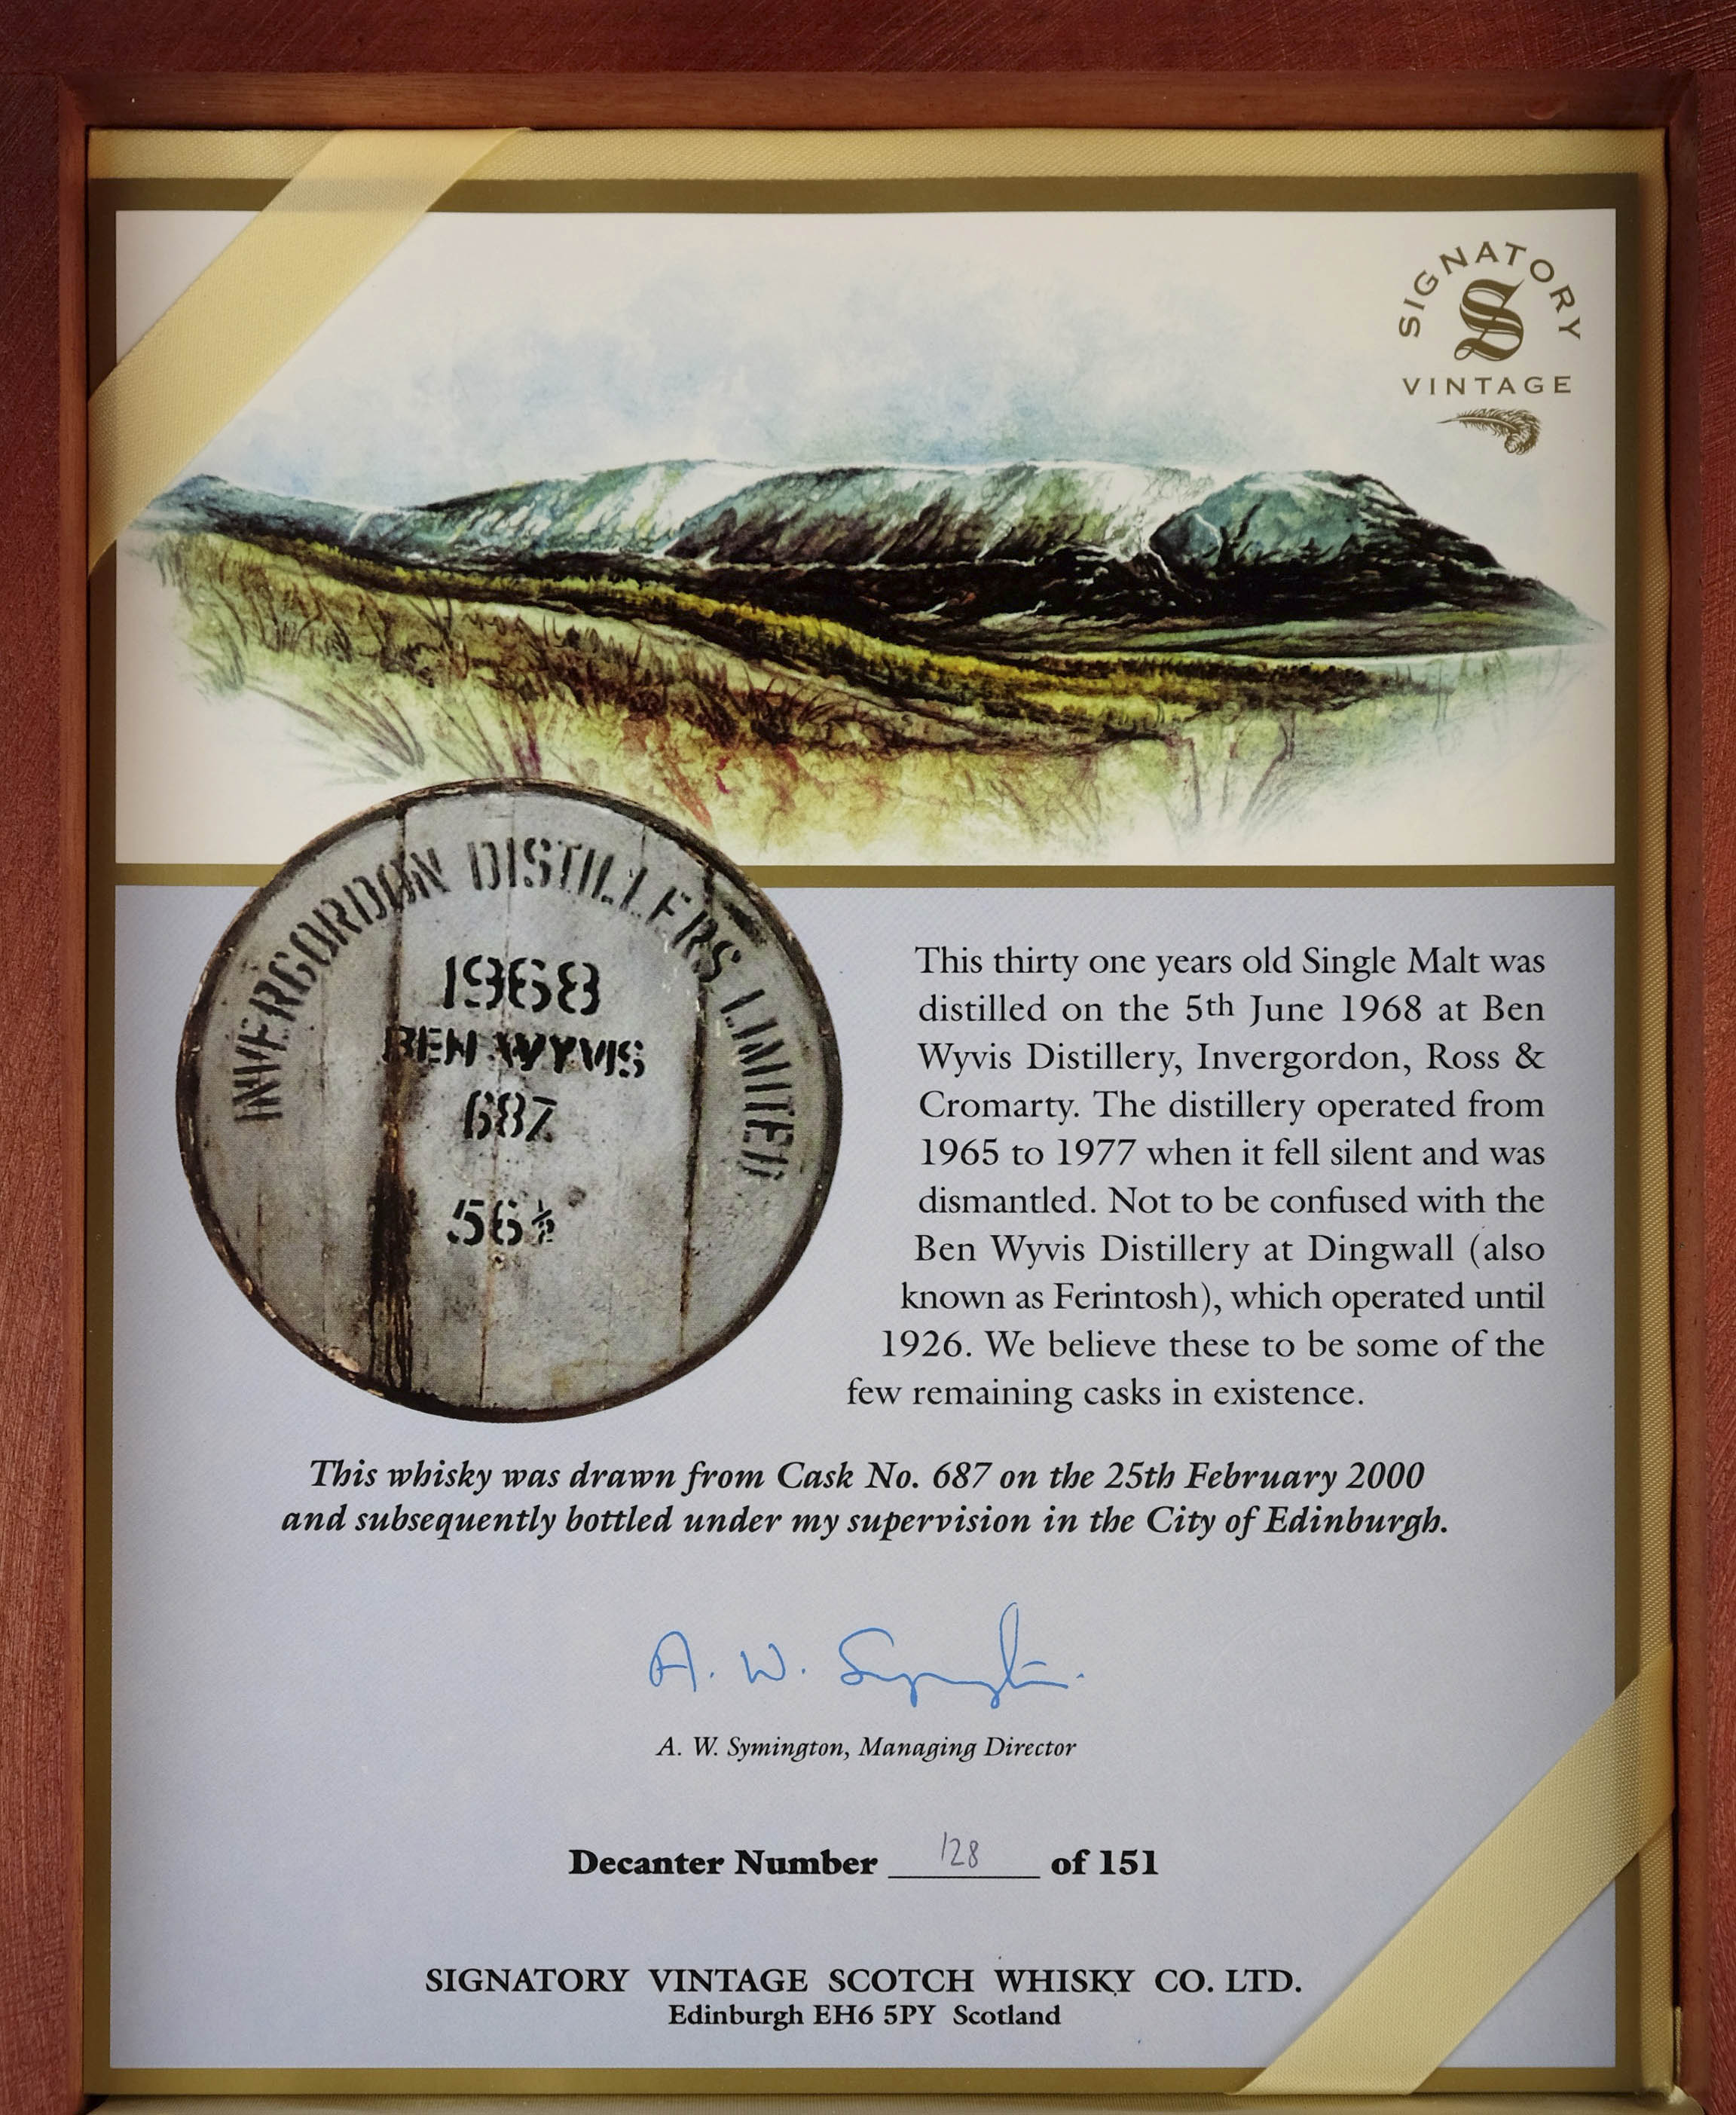 SIGNATORY
S
VINTAGE
INVERGORDON DISTILLERS LIMITED
1968
BEN WYVIS
687
56½
This thirty one years old Single Malt was
distilled on the 5th June 1968 at Ben
Wyvis Distillery, Invergordon, Ross &
Cromarty. The distillery operated from
1965 to 1977 when it fell silent and was
dismantled. Not to be confused with the
Ben Wyvis Distillery at Dingwall (also
known as Ferintosh), which operated until
1926. We believe these to be some of the
few remaining casks in existence.
This whisky was drawn from Cask No. 687 on the 25th February 2000
and subsequently bottled under my supervision in the City of Edinburgh.
A. W. Symington
A. W. Symington, Managing Director
Decanter Number 128 of 151
SIGNATORY VINTAGE SCOTCH WHISKY CO. LTD.
Edinburgh EH6 5PY Scotland